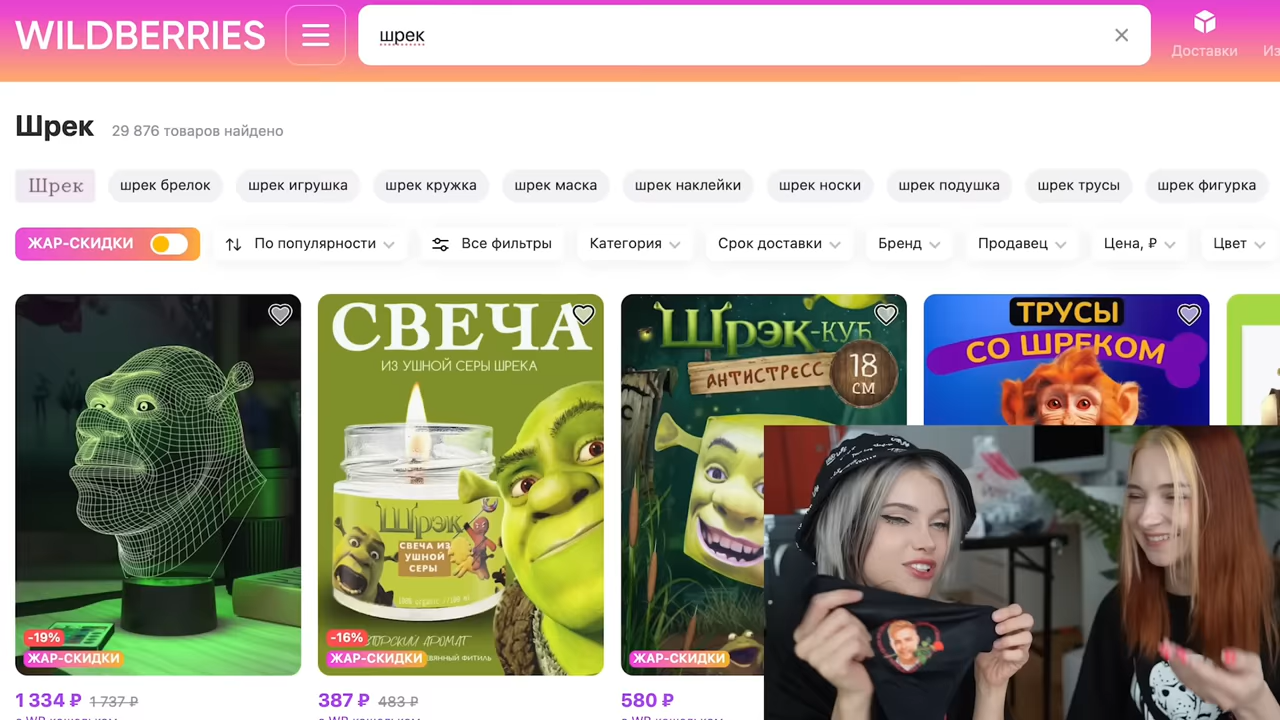 WILDBERRIES
шрек
Доставки
Из
Шрек
29 876 товаров найдено
Шрек
шрек брелок
шрек игрушка
шрек кружка
шрек маска
шрек наклейки
шрек носки
шрек подушка
шрек трусы
шрек фигурка
ЖАР-СКИДКИ
По популярности
Все фильтры
Категория
Срок доставки
Бренд
Продавец
Цена, ₽
Цвет
СВЕЧА
ИЗ УШНОЙ СЕРЫ ШРЕКА
Шрэк
СВЕЧА ИЗ
УШНОЙ
СЕРЫ
Шрэк-куб
АНТИСТРЕСС
18
СМ
ТРУСЫ
СО ШРЕКОМ
-19%
ЖАР-СКИДКИ
-16%
ЖАР-СКИДКИ
ЖАР-СКИДКИ
1 334 ₽ 1 737 ₽
387 ₽ 483 ₽
580 ₽